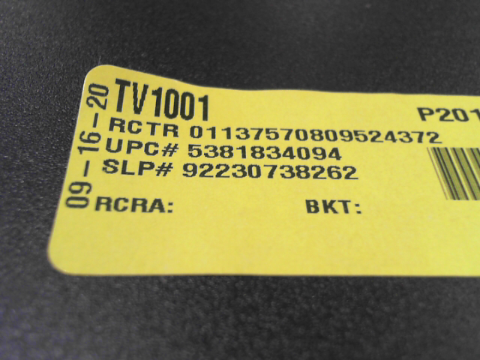 09-16-20
TV1001
P201
RCTR 01137570809524372
UPC# 5381834094
SLP# 92230738262
RCRA: BKT: